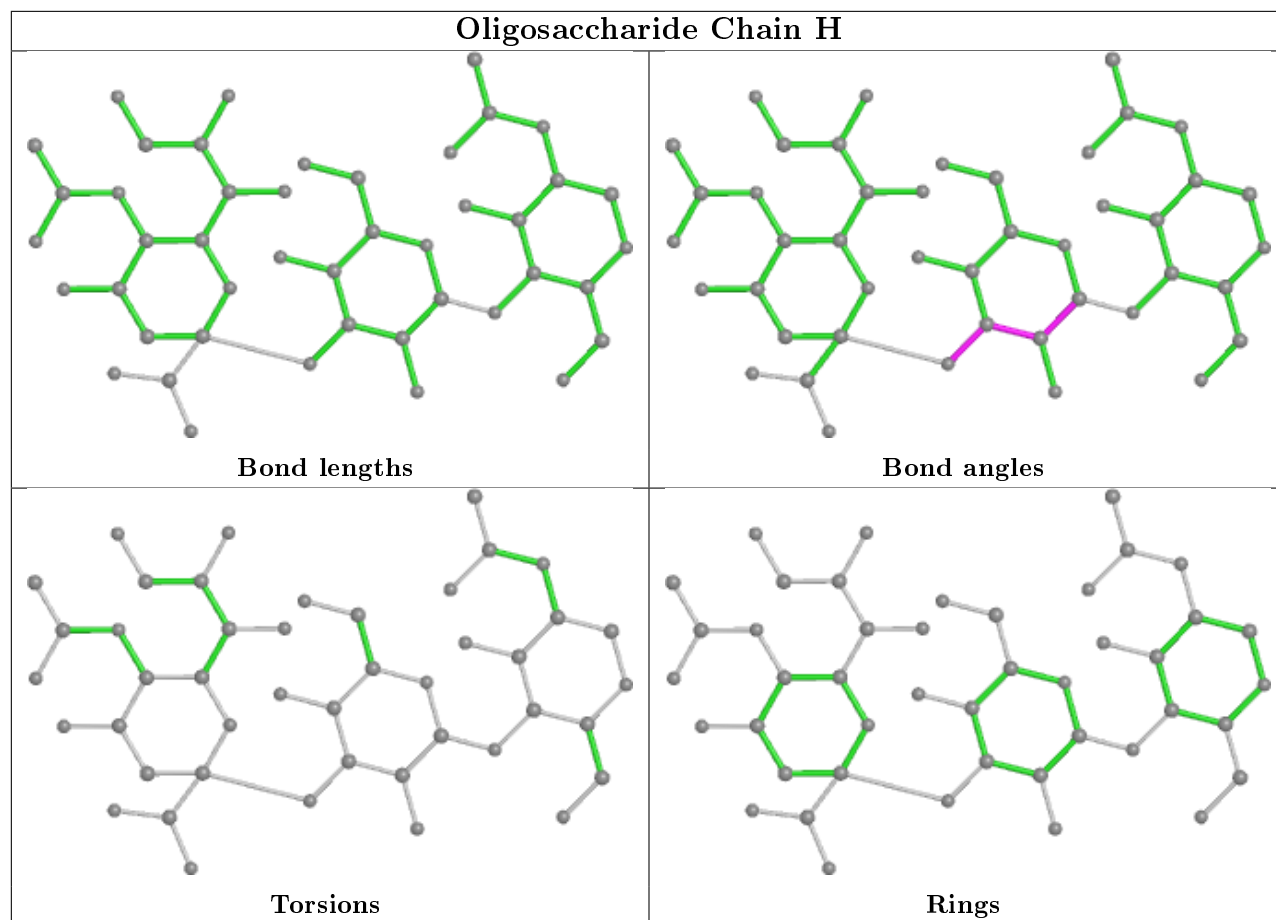 Oligosaccharide Chain H
Bond lengths
Bond angles
Torsions
Rings